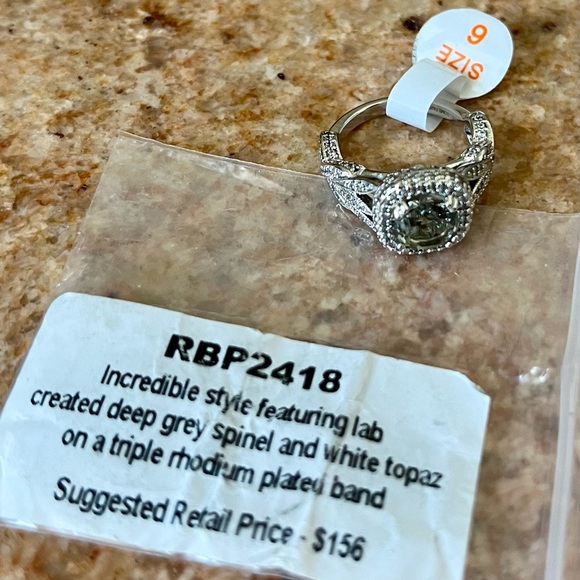 SIZE
6
RBP2418
Incredible style featuring lab
created deep grey spinel and white topaz
on a triple rhodium plated band
Suggested Retail Price - $156